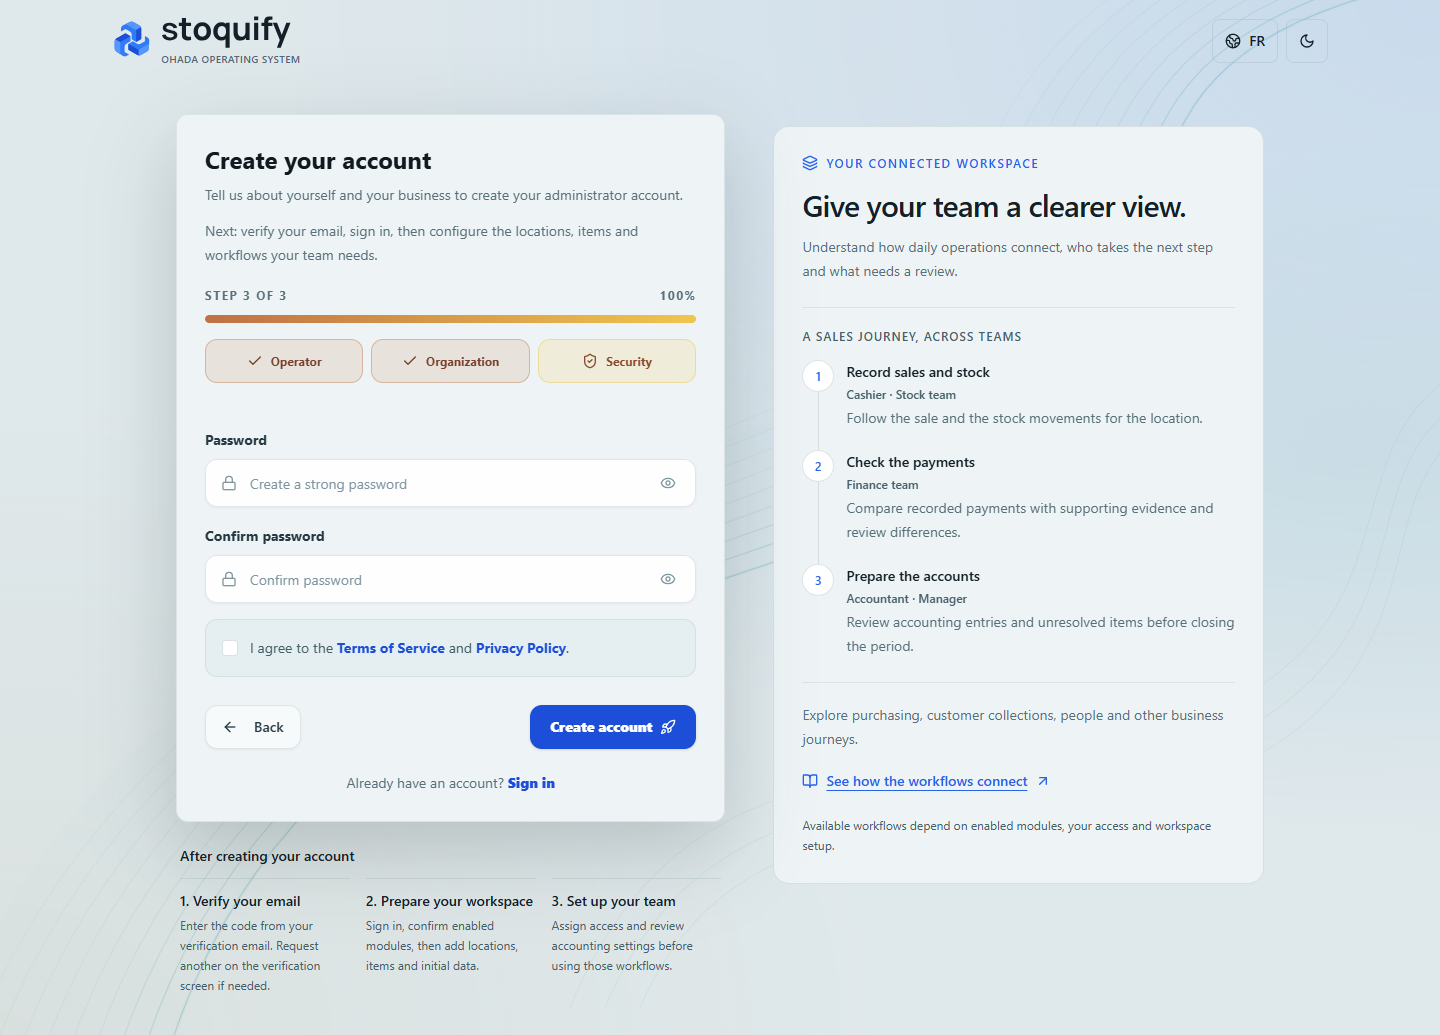 stoquify
OHADA OPERATING SYSTEM
FR
Create your account
Tell us about yourself and your business to create your administrator account.
Next: verify your email, sign in, then configure the locations, items and
workflows your team needs.
STEP 3 OF 3
100%
Operator
Organization
Security
Password
Create a strong password
Confirm password
Confirm password
I agree to the Terms of Service and Privacy Policy.
Back
Create account
Already have an account? Sign in
After creating your account
1. Verify your email
Enter the code from your
verification email. Request
another on the verification
screen if needed.
2. Prepare your workspace
Sign in, confirm enabled
modules, then add locations,
items and initial data.
3. Set up your team
Assign access and review
accounting settings before
using those workflows.
YOUR CONNECTED WORKSPACE
Give your team a clearer view.
Understand how daily operations connect, who takes the next step
and what needs a review.
A SALES JOURNEY, ACROSS TEAMS
1
Record sales and stock
Cashier · Stock team
Follow the sale and the stock movements for the location.
2
Check the payments
Finance team
Compare recorded payments with supporting evidence and
review differences.
3
Prepare the accounts
Accountant · Manager
Review accounting entries and unresolved items before closing
the period.
Explore purchasing, customer collections, people and other business
journeys.
See how the workflows connect
Available workflows depend on enabled modules, your access and workspace
setup.